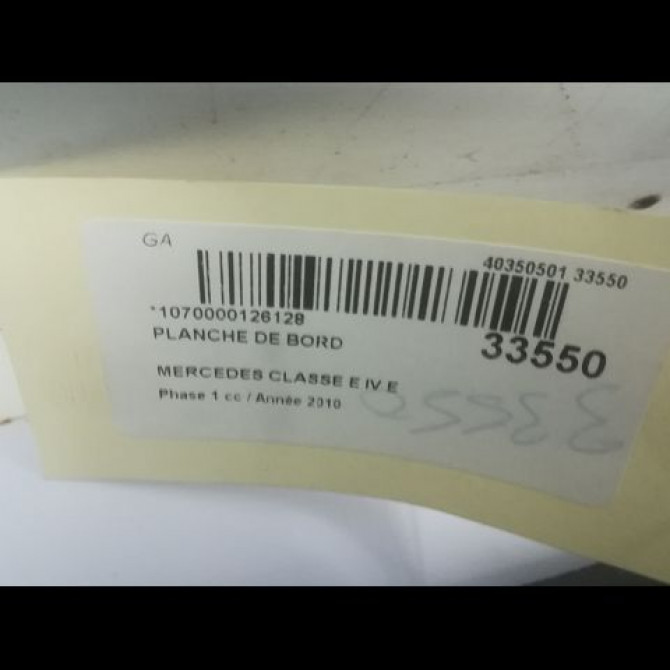 GA
40350501 33550
*1070000126128
PLANCHE DE BORD
33550
MERCEDES CLASSE E IV E
Phase 1 cc / Année 2010
33550